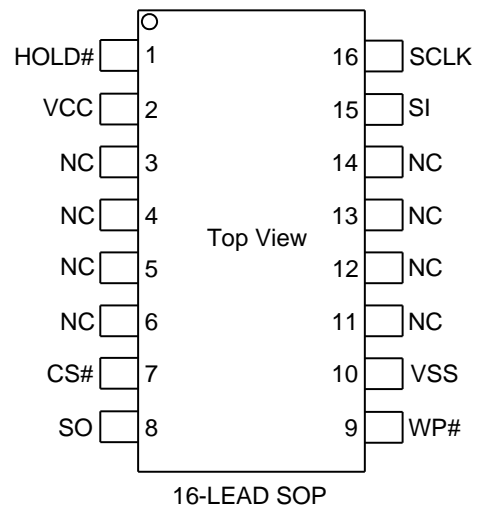 HOLD# 1 16 SCLK
VCC 2 15 SI
NC 3 14 NC
NC 4 13 NC
Top View
NC 5 12 NC
NC 6 11 NC
CS# 7 10 VSS
SO 8 9 WP#
16-LEAD SOP